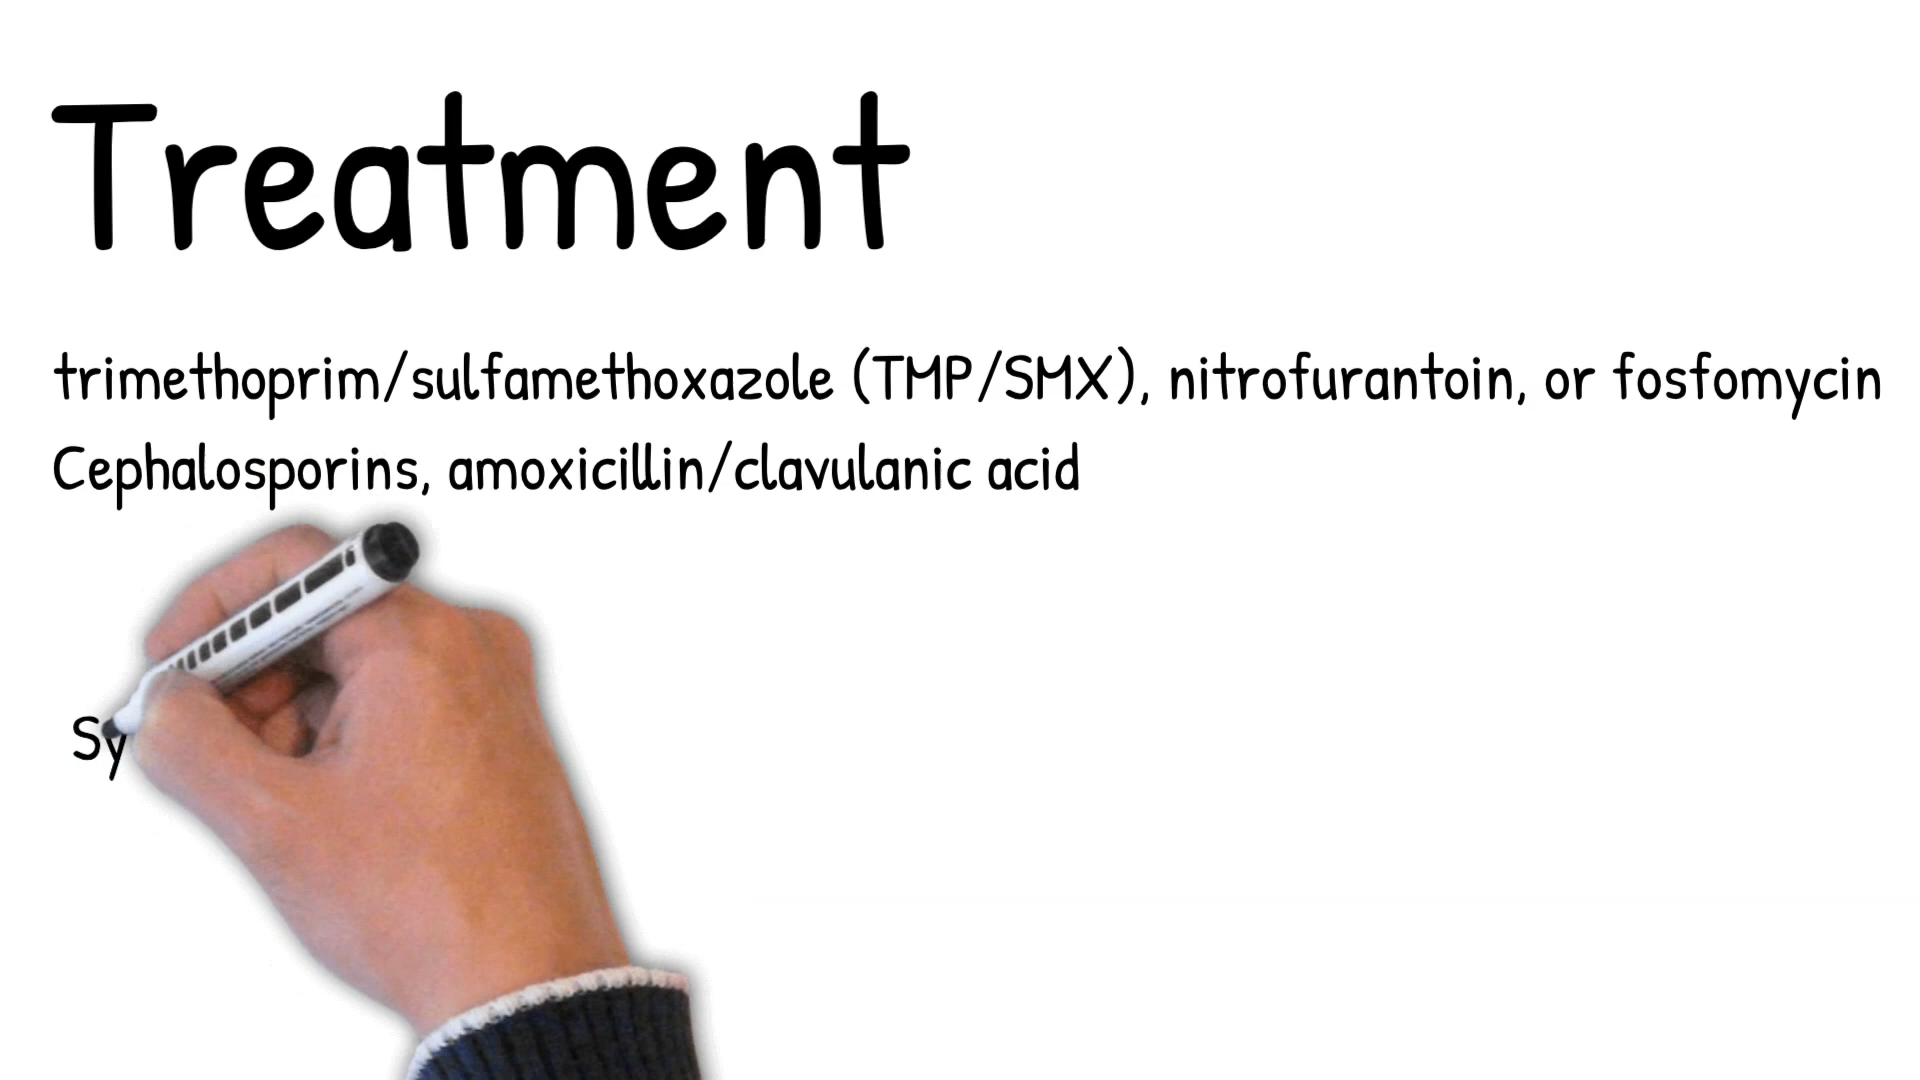 Treatment
trimethoprim/sulfamethoxazole (TMP/SMX), nitrofurantoin, or fosfomycin
Cephalosporins, amoxicillin/clavulanic acid
Sy